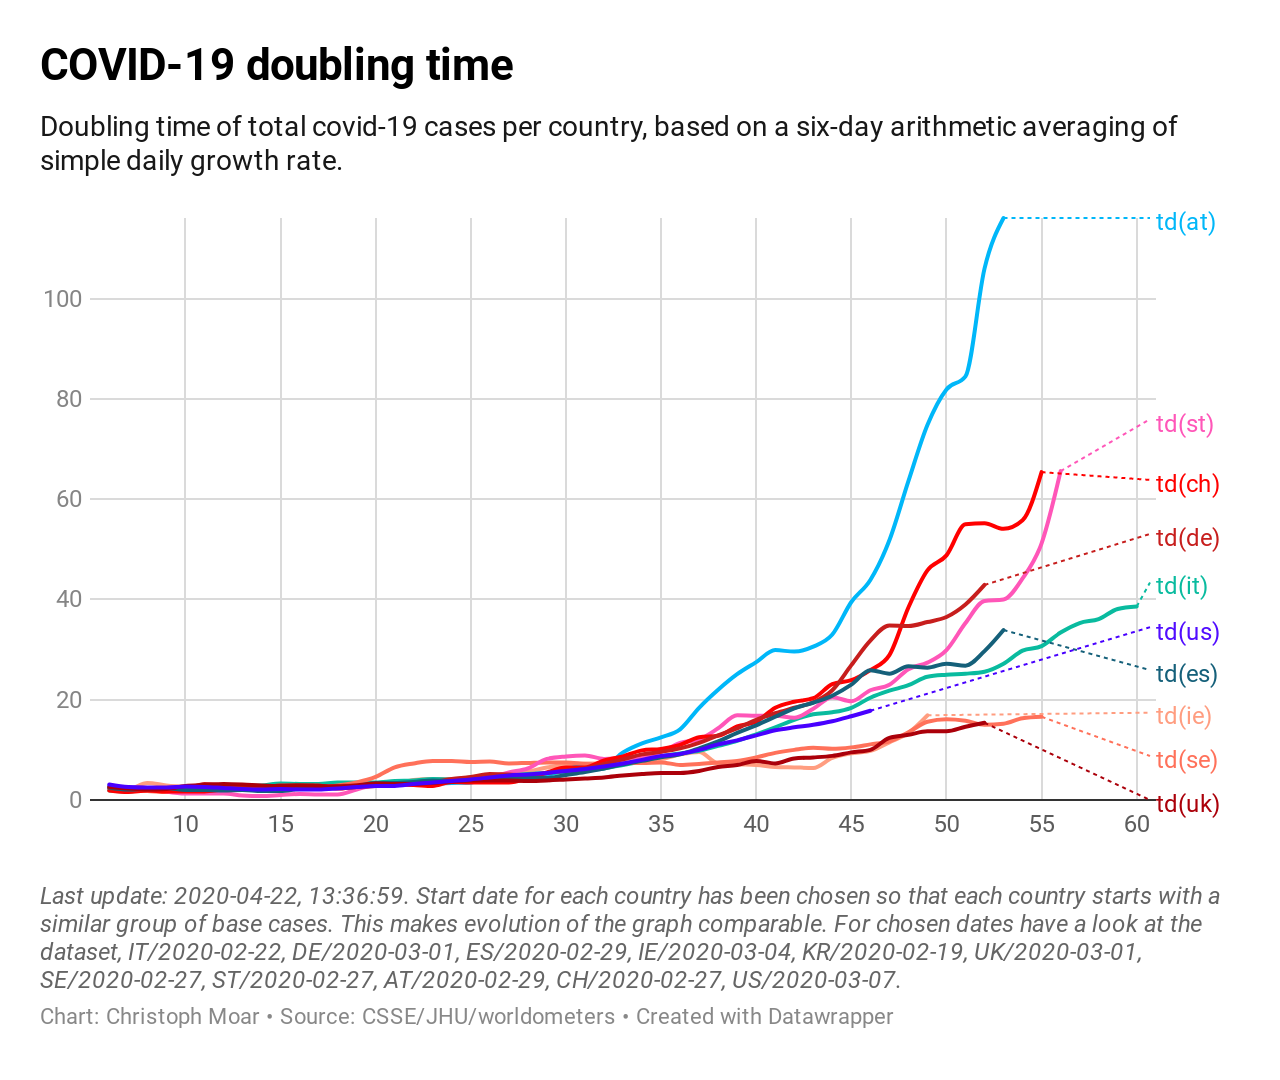 COVID-19 doubling time
Doubling time of total covid-19 cases per country, based on a six-day arithmetic averaging of
simple daily growth rate.
td(at)
100
80
td(st)
60
td(ch)
td(de)
40
td(it)
td(us)
td(es)
20
td(ie)
td(se)
0
td(uk)
10 15 20 25 30 35 40 45 50 55 60
Last update: 2020-04-22, 13:36:59. Start date for each country has been chosen so that each country starts with a
similar group of base cases. This makes evolution of the graph comparable. For chosen dates have a look at the
dataset, IT/2020-02-22, DE/2020-03-01, ES/2020-02-29, IE/2020-03-04, KR/2020-02-19, UK/2020-03-01,
SE/2020-02-27, ST/2020-02-27, AT/2020-02-29, CH/2020-02-27, US/2020-03-07.
Chart: Christoph Moar • Source: CSSE/JHU/worldometers • Created with Datawrapper